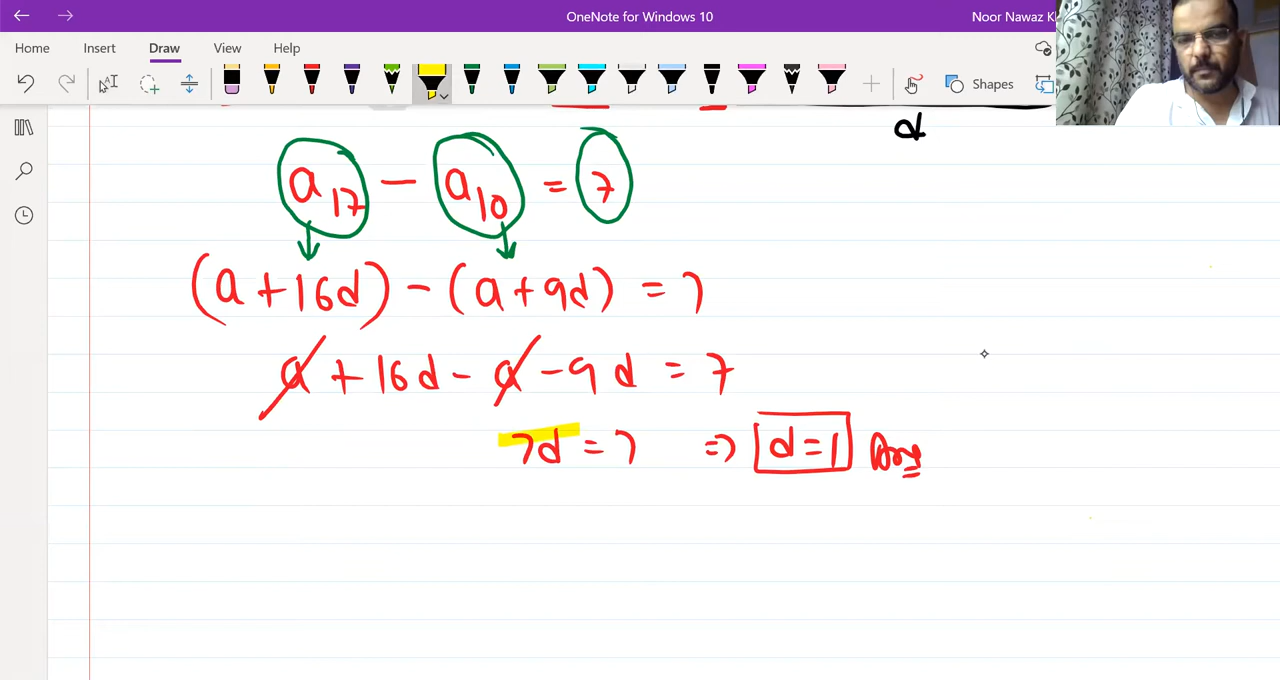 OneNote for Windows 10
Noor Nawaz K
Home Insert Draw View Help
Shapes
d
a17 - a10 = 7
(a+16d) - (a+9d) = 7
a + 16d - a - 9d = 7
7d = 7 ⇒ d = 1 Ans